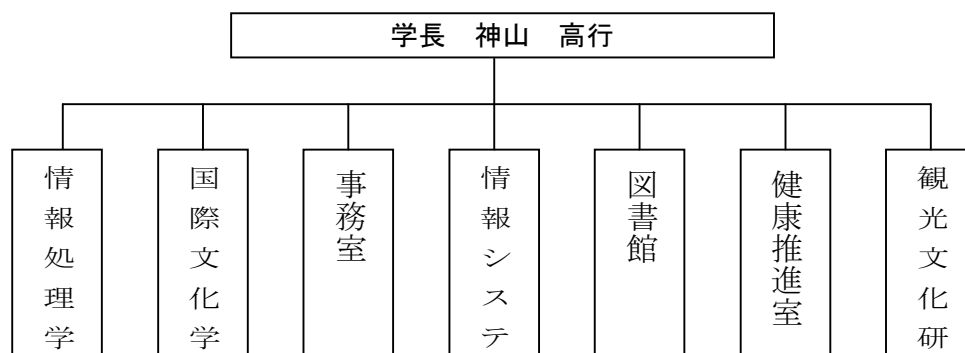 学長　神山　高行
情報処理学
国際文化学
事務室
情報システ
図書館
健康推進室
観光文化研